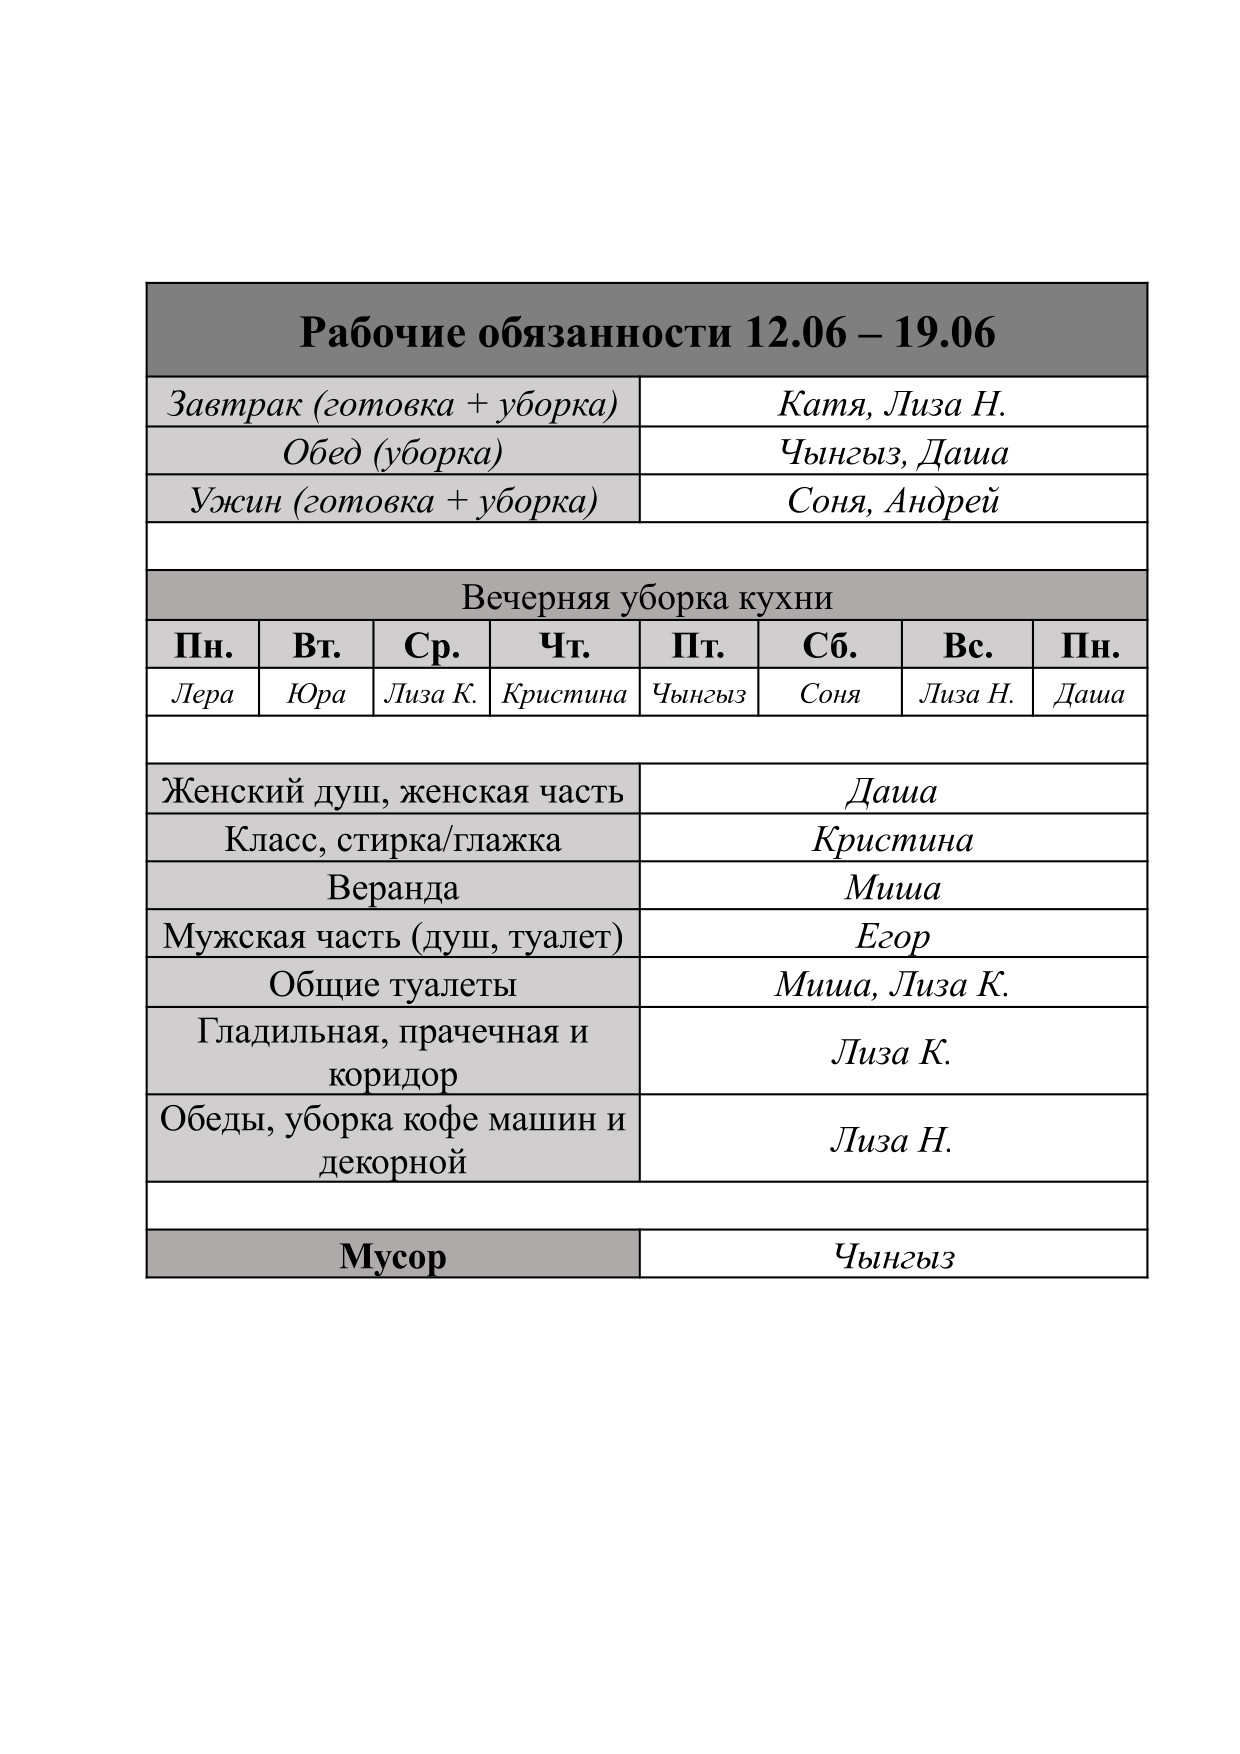 Рабочие обязанности 12.06 – 19.06
Завтрак (готовка + уборка) Катя, Лиза Н.
Обед (уборка) Чынгыз, Даша
Ужин (готовка + уборка) Соня, Андрей
Вечерняя уборка кухни
Пн. Вт. Ср. Чт. Пт. Сб. Вс. Пн.
Лера Юра Лиза К. Кристина Чынгыз Соня Лиза Н. Даша
Женский душ, женская часть Даша
Класс, стирка/глажка Кристина
Веранда Миша
Мужская часть (душ, туалет) Егор
Общие туалеты Миша, Лиза К.
Гладильная, прачечная и
коридор
Лиза К.
Обеды, уборка кофе машин и
декорной
Лиза Н.
Мусор Чынгыз